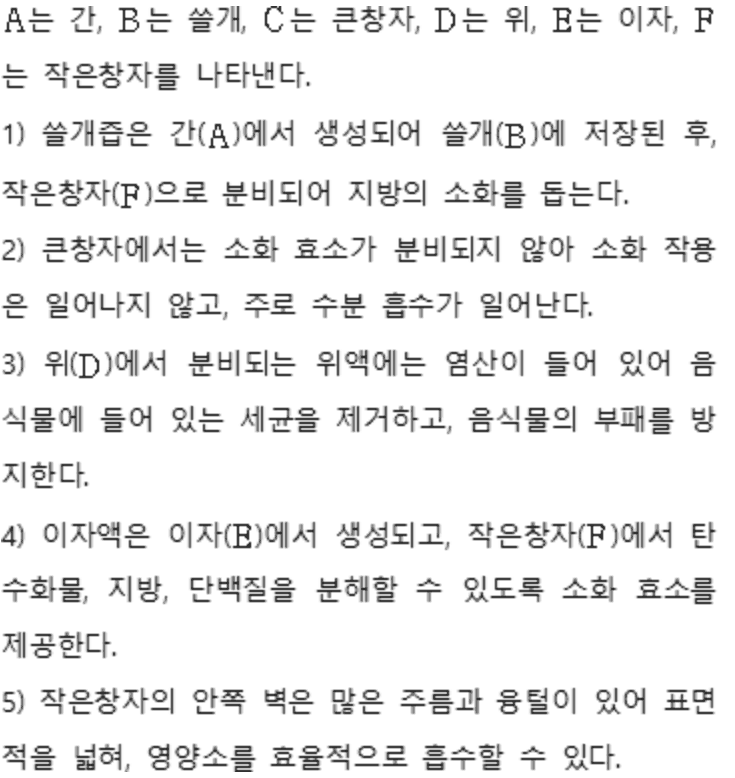 A는 간, B는 쓸개, C는 큰창자, D는 위, E는 이자, F
는 작은창자를 나타낸다.
1) 쓸개즙은 간(A)에서 생성되어 쓸개(B)에 저장된 후,
작은창자(F)으로 분비되어 지방의 소화를 돕는다.
2) 큰창자에서는 소화 효소가 분비되지 않아 소화 작용
은 일어나지 않고, 주로 수분 흡수가 일어난다.
3) 위(D)에서 분비되는 위액에는 염산이 들어 있어 음
식물에 들어 있는 세균을 제거하고, 음식물의 부패를 방
지한다.
4) 이자액은 이자(E)에서 생성되고, 작은창자(F)에서 탄
수화물, 지방, 단백질을 분해할 수 있도록 소화 효소를
제공한다.
5) 작은창자의 안쪽 벽은 많은 주름과 융털이 있어 표면
적을 넓혀, 영양소를 효율적으로 흡수할 수 있다.